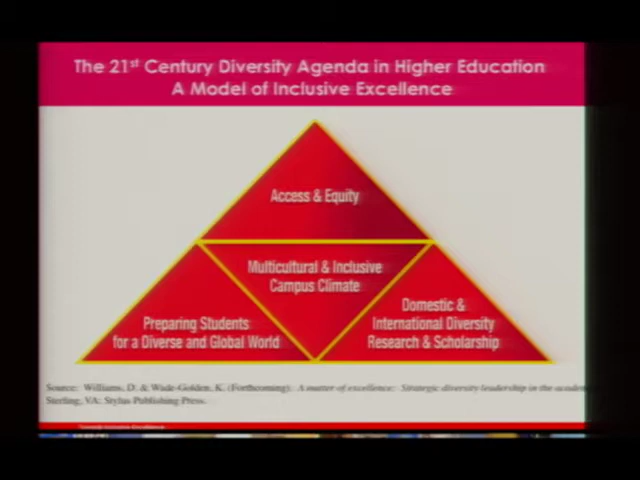 The 21st Century Diversity Agenda in Higher Education
A Model of Inclusive Excellence
Access & Equity
Multicultural & Inclusive
Campus Climate
Preparing Students
for a Diverse and Global World
Domestic &
International Diversity
Research & Scholarship
Source: Williams, D. & Wade-Golden, K. (Forthcoming). A matter of excellence: Strategic diversity leadership in the
Sterling, VA: Stylus Publishing Press.
Inclusive Excellence